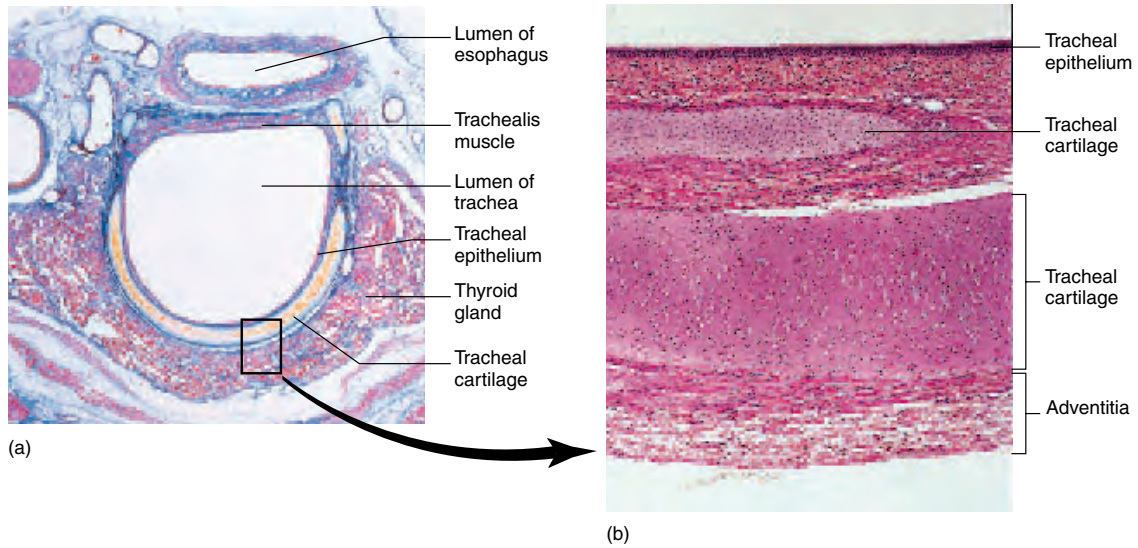 Lumen of
esophagus
Trachealis
muscle
Lumen of
trachea
Tracheal
epithelium
Thyroid
gland
Tracheal
cartilage
(a)
Tracheal
epithelium
Tracheal
cartilage
Tracheal
cartilage
Adventitia
(b)